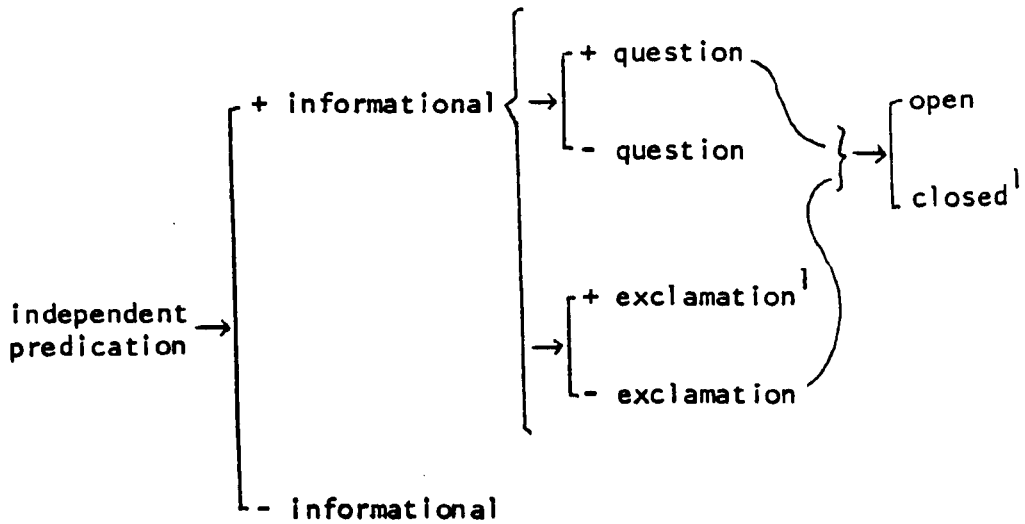 + question
open
+ informational
- question
closed¹
+ exclamation¹
independent
predication
- exclamation
- informational